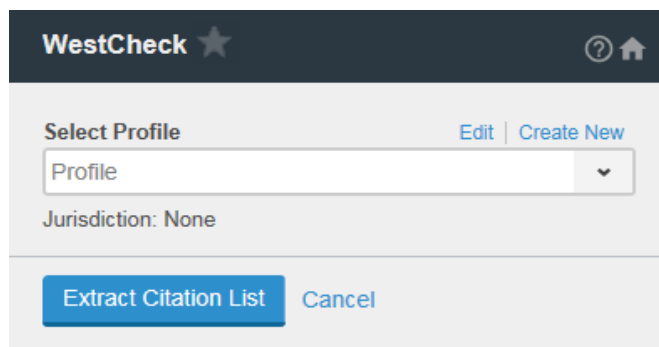 WestCheck
Select Profile Edit | Create New
Profile
Jurisdiction: None
Extract Citation List Cancel